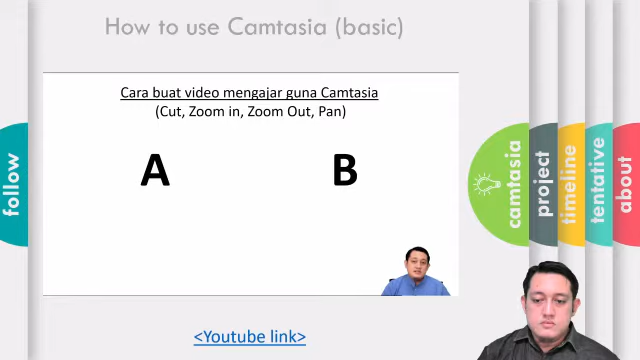 How to use Camtasia (basic)
Cara buat video mengajar guna Camtasia
(Cut, Zoom in, Zoom Out, Pan)
A B
<Youtube link>
follow
camtasia
project
timeline
tentative
about